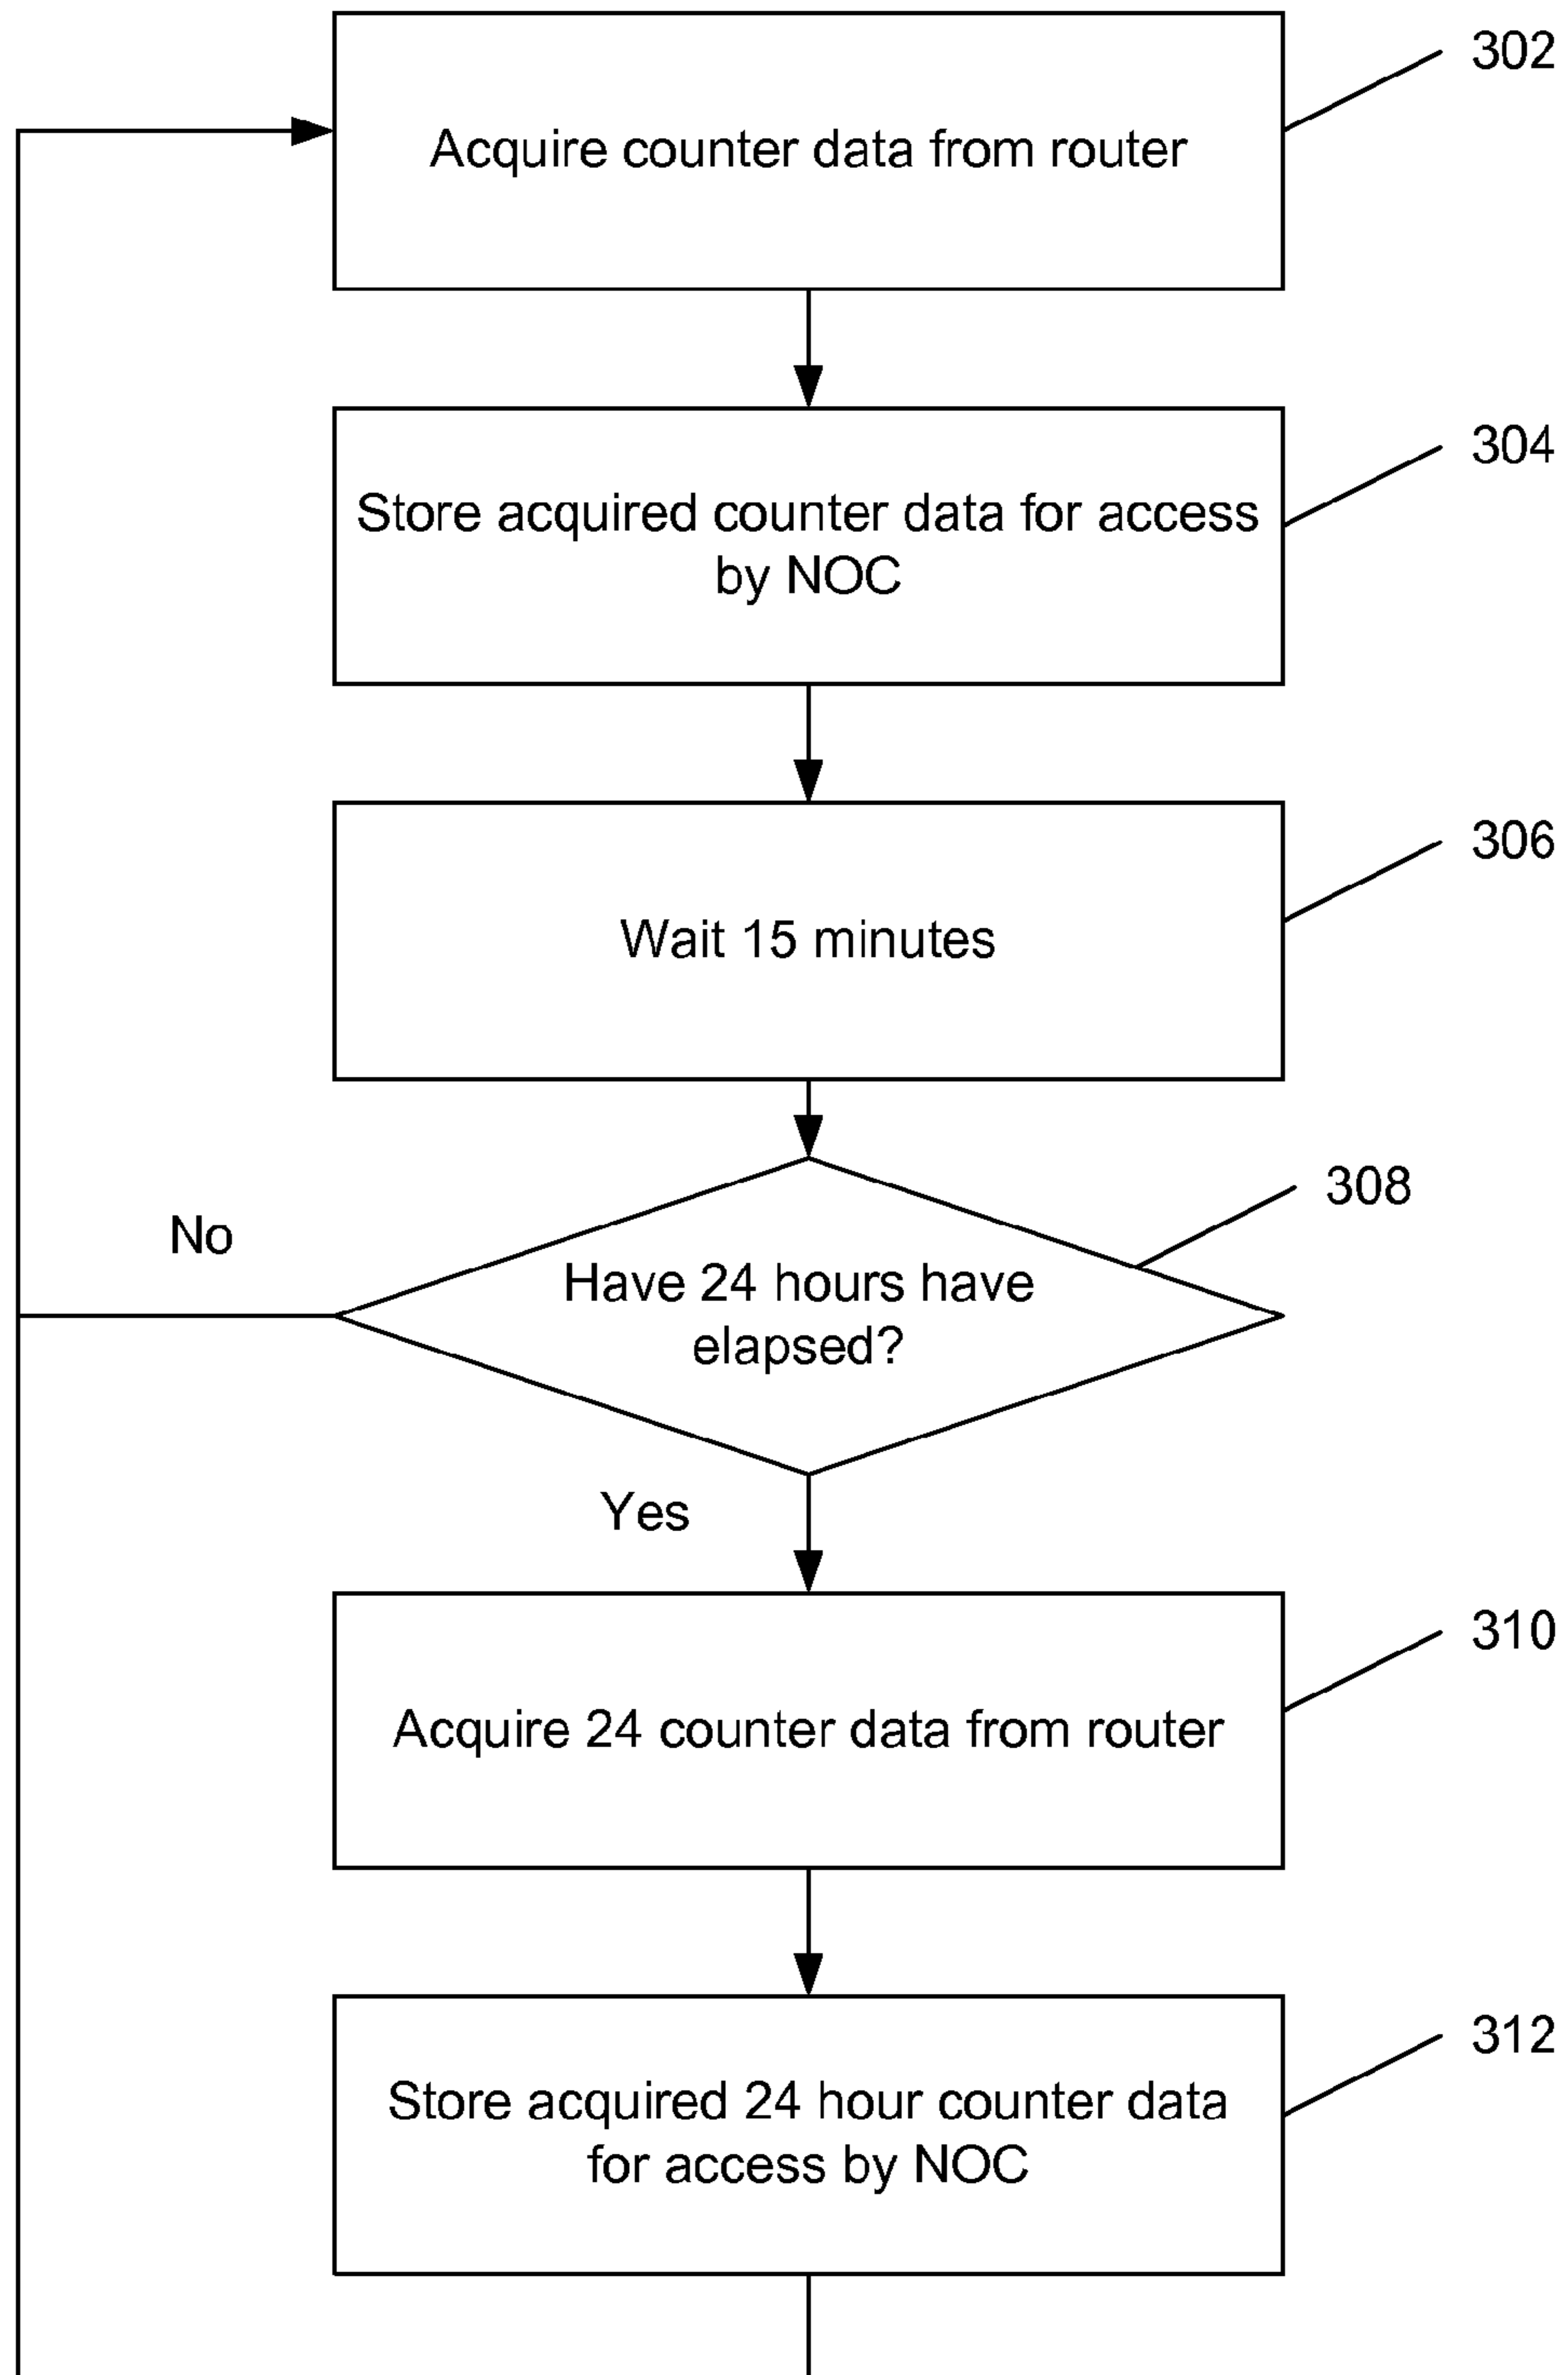 302
Acquire counter data from router
304
Store acquired counter data for access
by NOC
306
Wait 15 minutes
308
No
Have 24 hours have
elapsed?
Yes
310
Acquire 24 counter data from router
312
Store acquired 24 hour counter data
for access by NOC